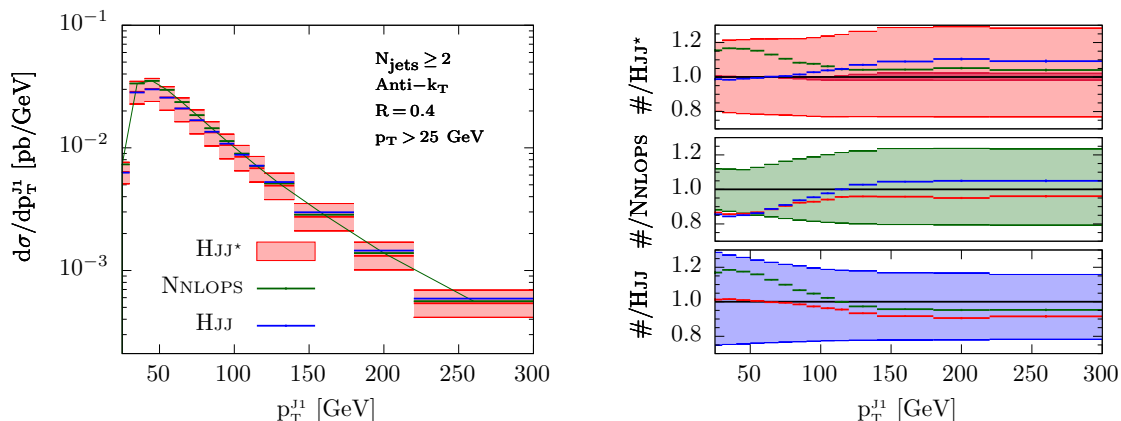 10⁻¹
10⁻²
10⁻³
dσ/dp_T^J1 [pb/GeV]
N_jets ≥ 2
Anti−k_T
R = 0.4
p_T > 25 GeV
HJJ⋆
NNLOPS
HJJ
50 100 150 200 250 300
p_T^J1 [GeV]
#/HJJ⋆
1.2
1.0
0.8
#/NNLOPS
1.2
1.0
0.8
#/HJJ
1.2
1.0
0.8
50 100 150 200 250 300
p_T^J1 [GeV]